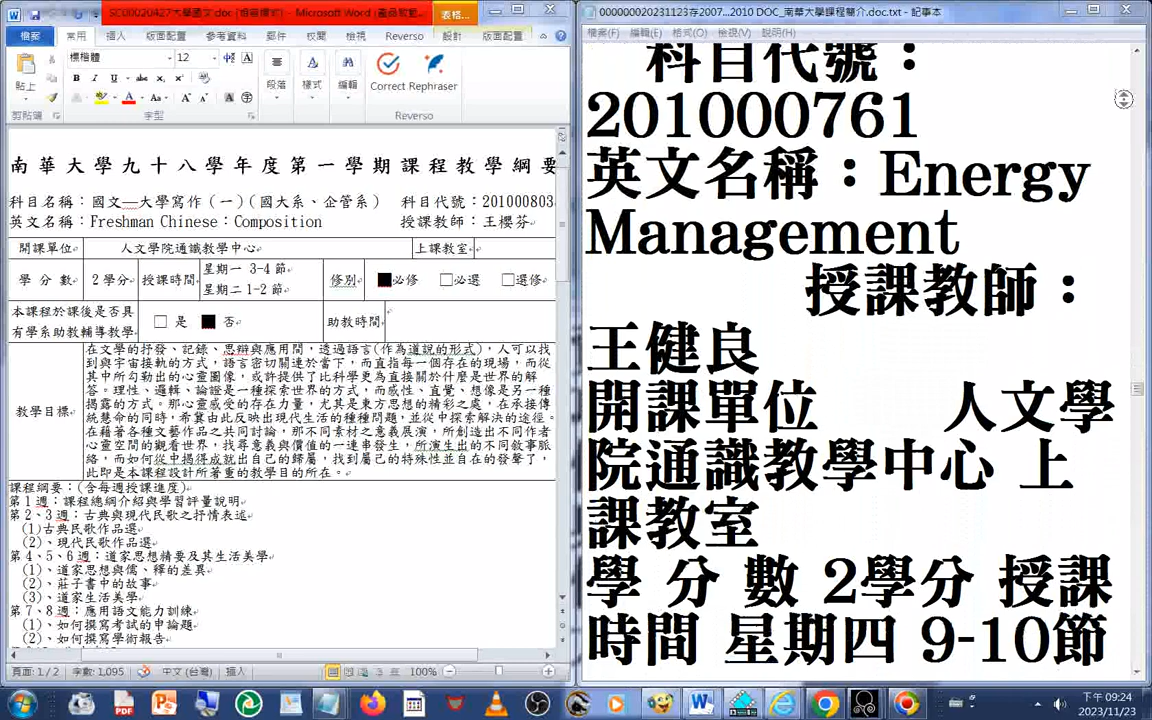 SC00020427大學國文.doc [相容模式] - Microsoft Word (產品啟動...
表格...
檔案 常用 插入 版面配置 參考資料 郵件 校閱 檢視 Reverso 設計 版面配置
標楷體 12
貼上
B I U abc x₂ x²
段落 樣式 編輯
Correct Rephraser
剪貼簿 字型 Reverso
南華大學九十八學年度第一學期課程教學綱要
科目名稱：國文—大學寫作(一)(國大系、企管系) 科目代號：201000803
英文名稱：Freshman Chinese：Composition 授課教師：王櫻芬
開課單位 人文學院通識教學中心 上課教室
學 分 數 2學分 授課時間 星期一 3-4節 修別 ■必修 □必選 □選修
星期二1-2節
本課程於課後是否具
有學系助教輔導教學 □ 是 ■ 否 助教時間
教學目標
在文學的抒發、記錄、思辯與應用間，透過語言(作為道說的形式)，人可以找
到與宇宙接軌的方式，語言密切關連於當下，而直指每一個存在的現場，而從
其中所勾勒出的心靈圖像，或許提供了比科學更為直接關於什麼是世界的解
答。理性、邏輯、論證是一種探索世界的方式，而感性、直覺、想像是另一種
揭露的方式。那心靈感受的存在力量，尤其是東方思想的精彩之處，在承接傳
統慧命的同時，希冀由此反映出現代生活的種種問題，並從中探索解決的途徑。
在藉著各種文藝作品之共同討論，那不同素材之意義展演，所創造出不同作者
心靈空間的觀看世界，找尋意義與價值的一連串發生，所演生出的不同敘事脈
絡，而如何從中揭得成就出自己的歸屬，找到屬己的特殊性並自在的發聲了，
此即是本課程設計所著重的教學目的所在。
課程綱要：(含每週授課進度)
第1週：課程總綱介紹與學習評量說明
第2、3週：古典與現代民歌之抒情表述
(1)古典民歌作品選
(2)、現代民歌作品選
第4、5、6週：道家思想精要及其生活美學
(1)、道家思想與儒、釋的差異
(2)、莊子書中的故事
(3)、道家生活美學
第7、8週：應用語文能力訓練
(1)、如何撰寫考試的申論題
(2)、如何撰寫學術報告
頁面：1/2 字數：1,095 中文(台灣) 插入 100%
000000020231123存2007...2010 DOC_南華大學課程簡介.doc.txt - 記事本
檔案(F) 編輯(E) 格式(O) 檢視(V) 說明(H)
科目代號：
201000761
英文名稱：Energy
Management
授課教師：
王健良
開課單位 人文學
院通識教學中心 上
課教室
學 分 數 2學分 授課
時間 星期四 9-10節
下午 09:24
2023/11/23